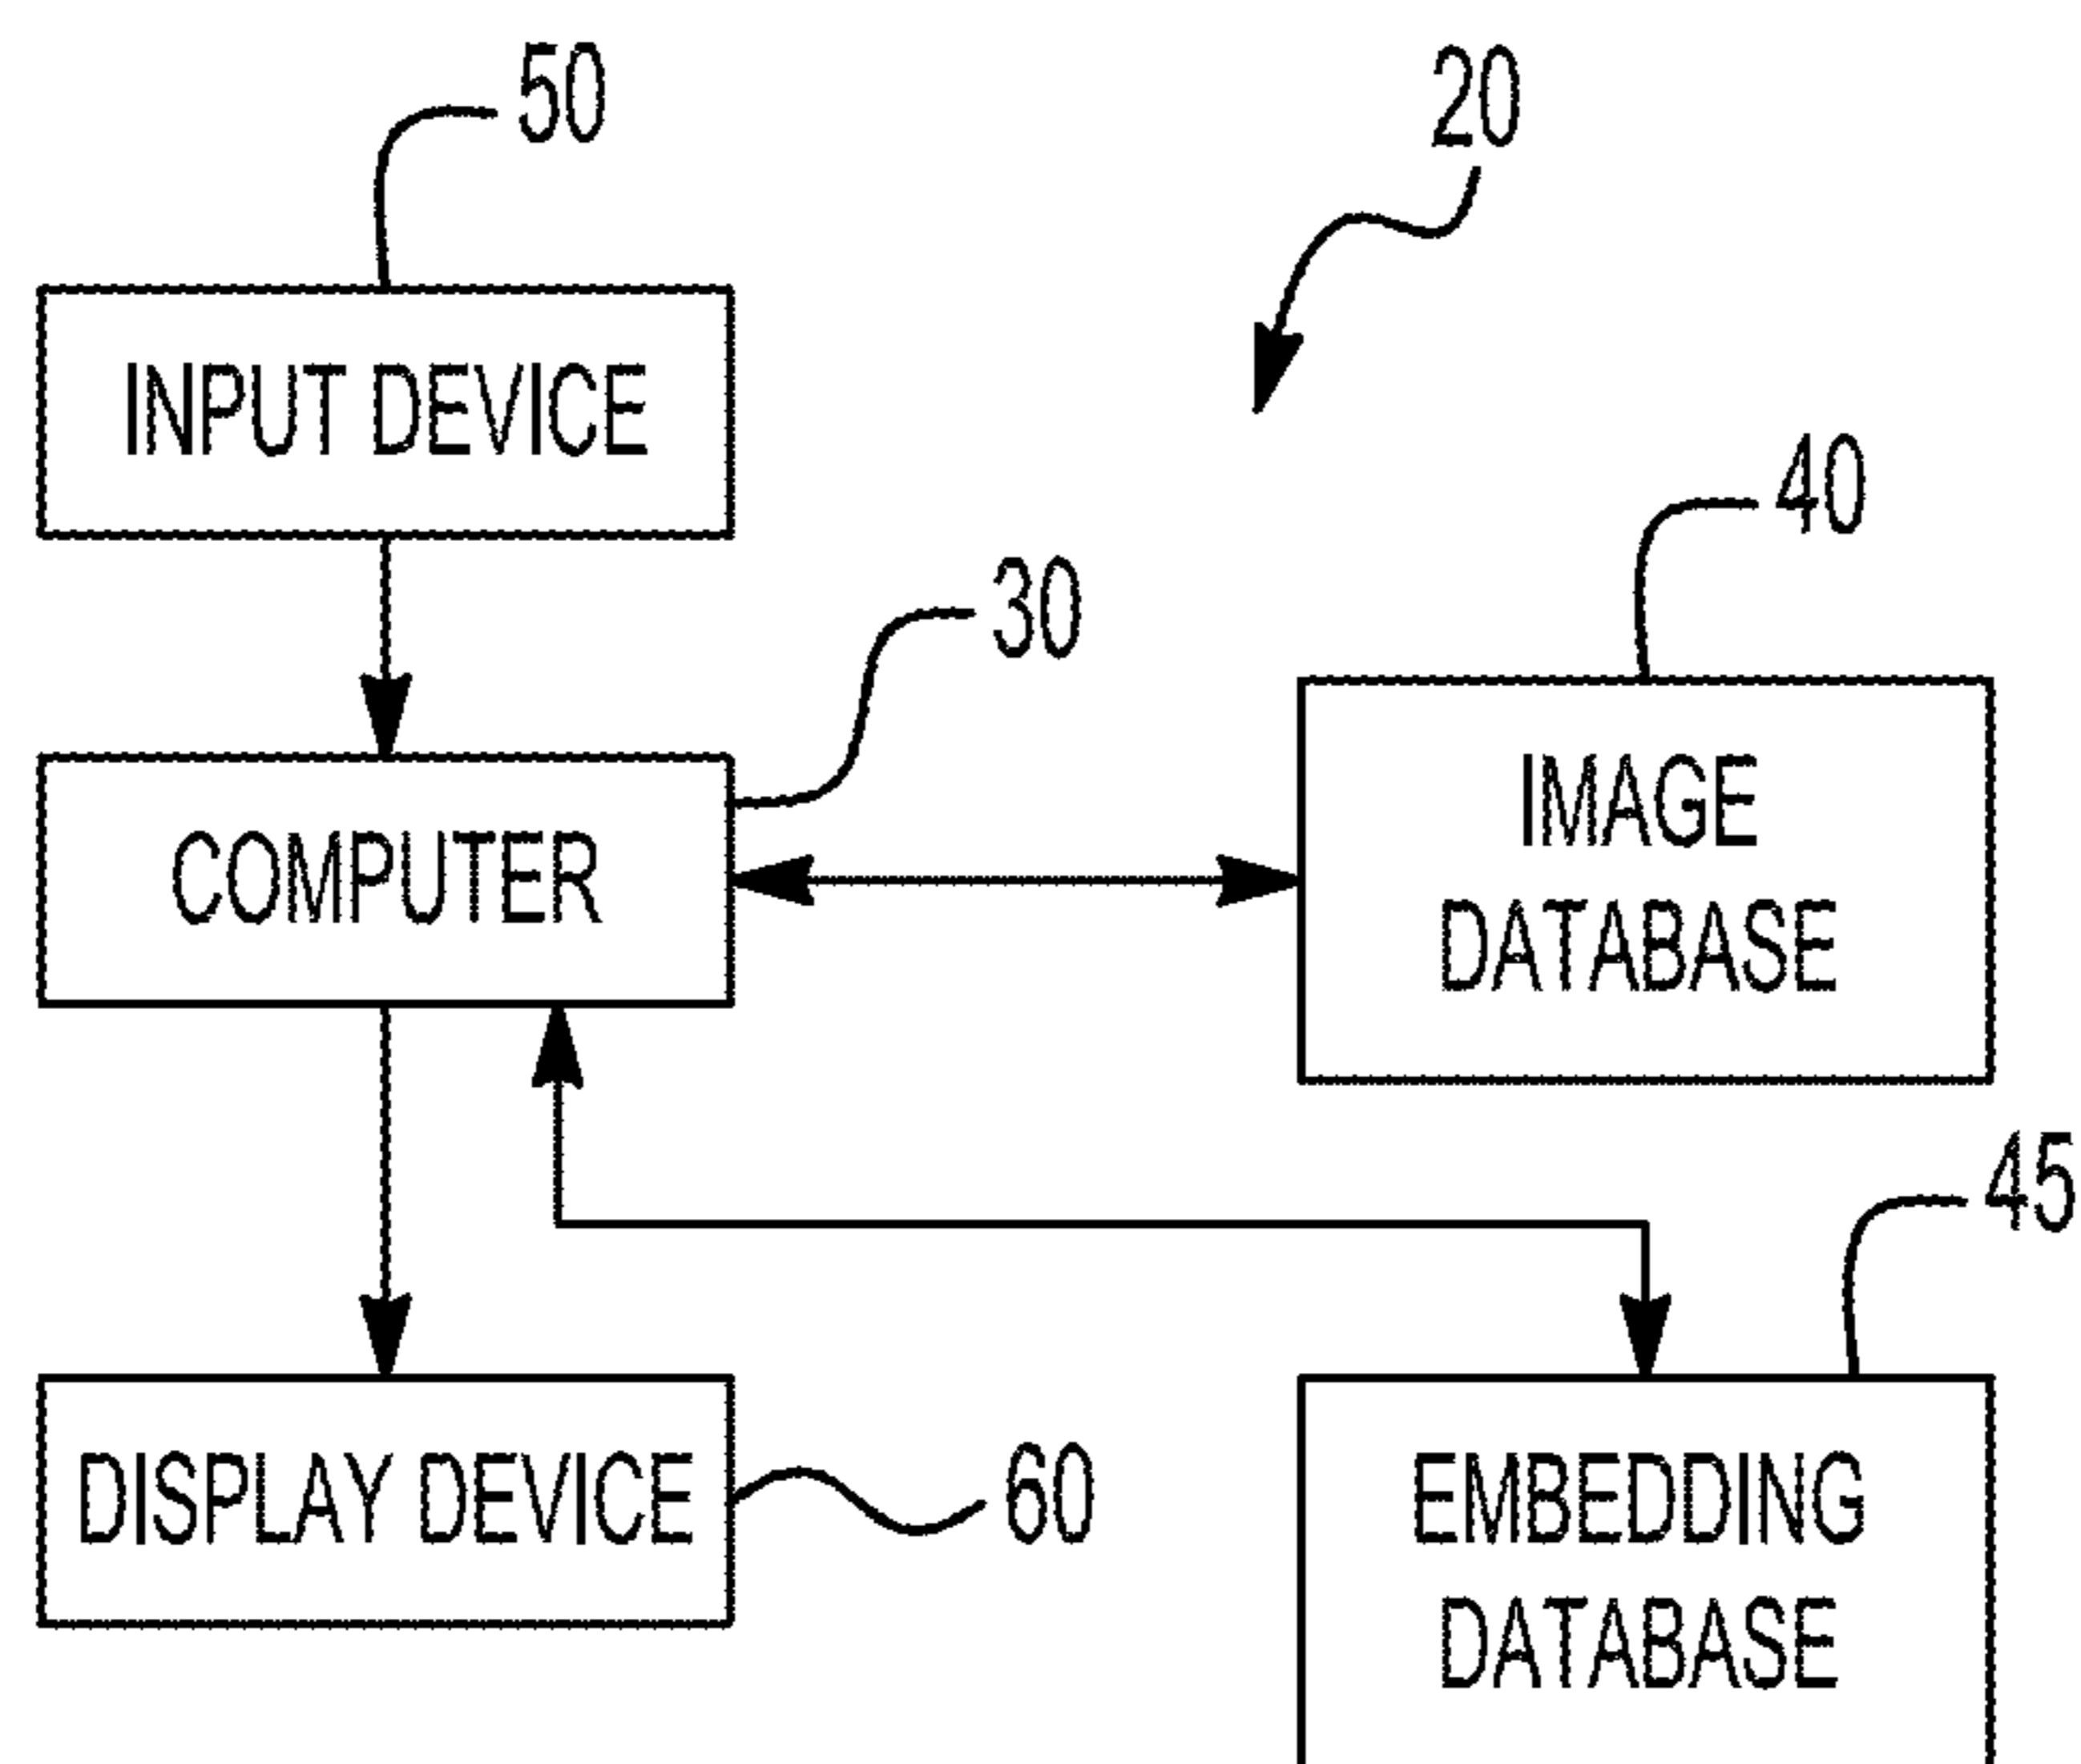 50
20
INPUT DEVICE
40
30
IMAGE
DATABASE
COMPUTER
45
DISPLAY DEVICE
60
EMBEDDING
DATABASE